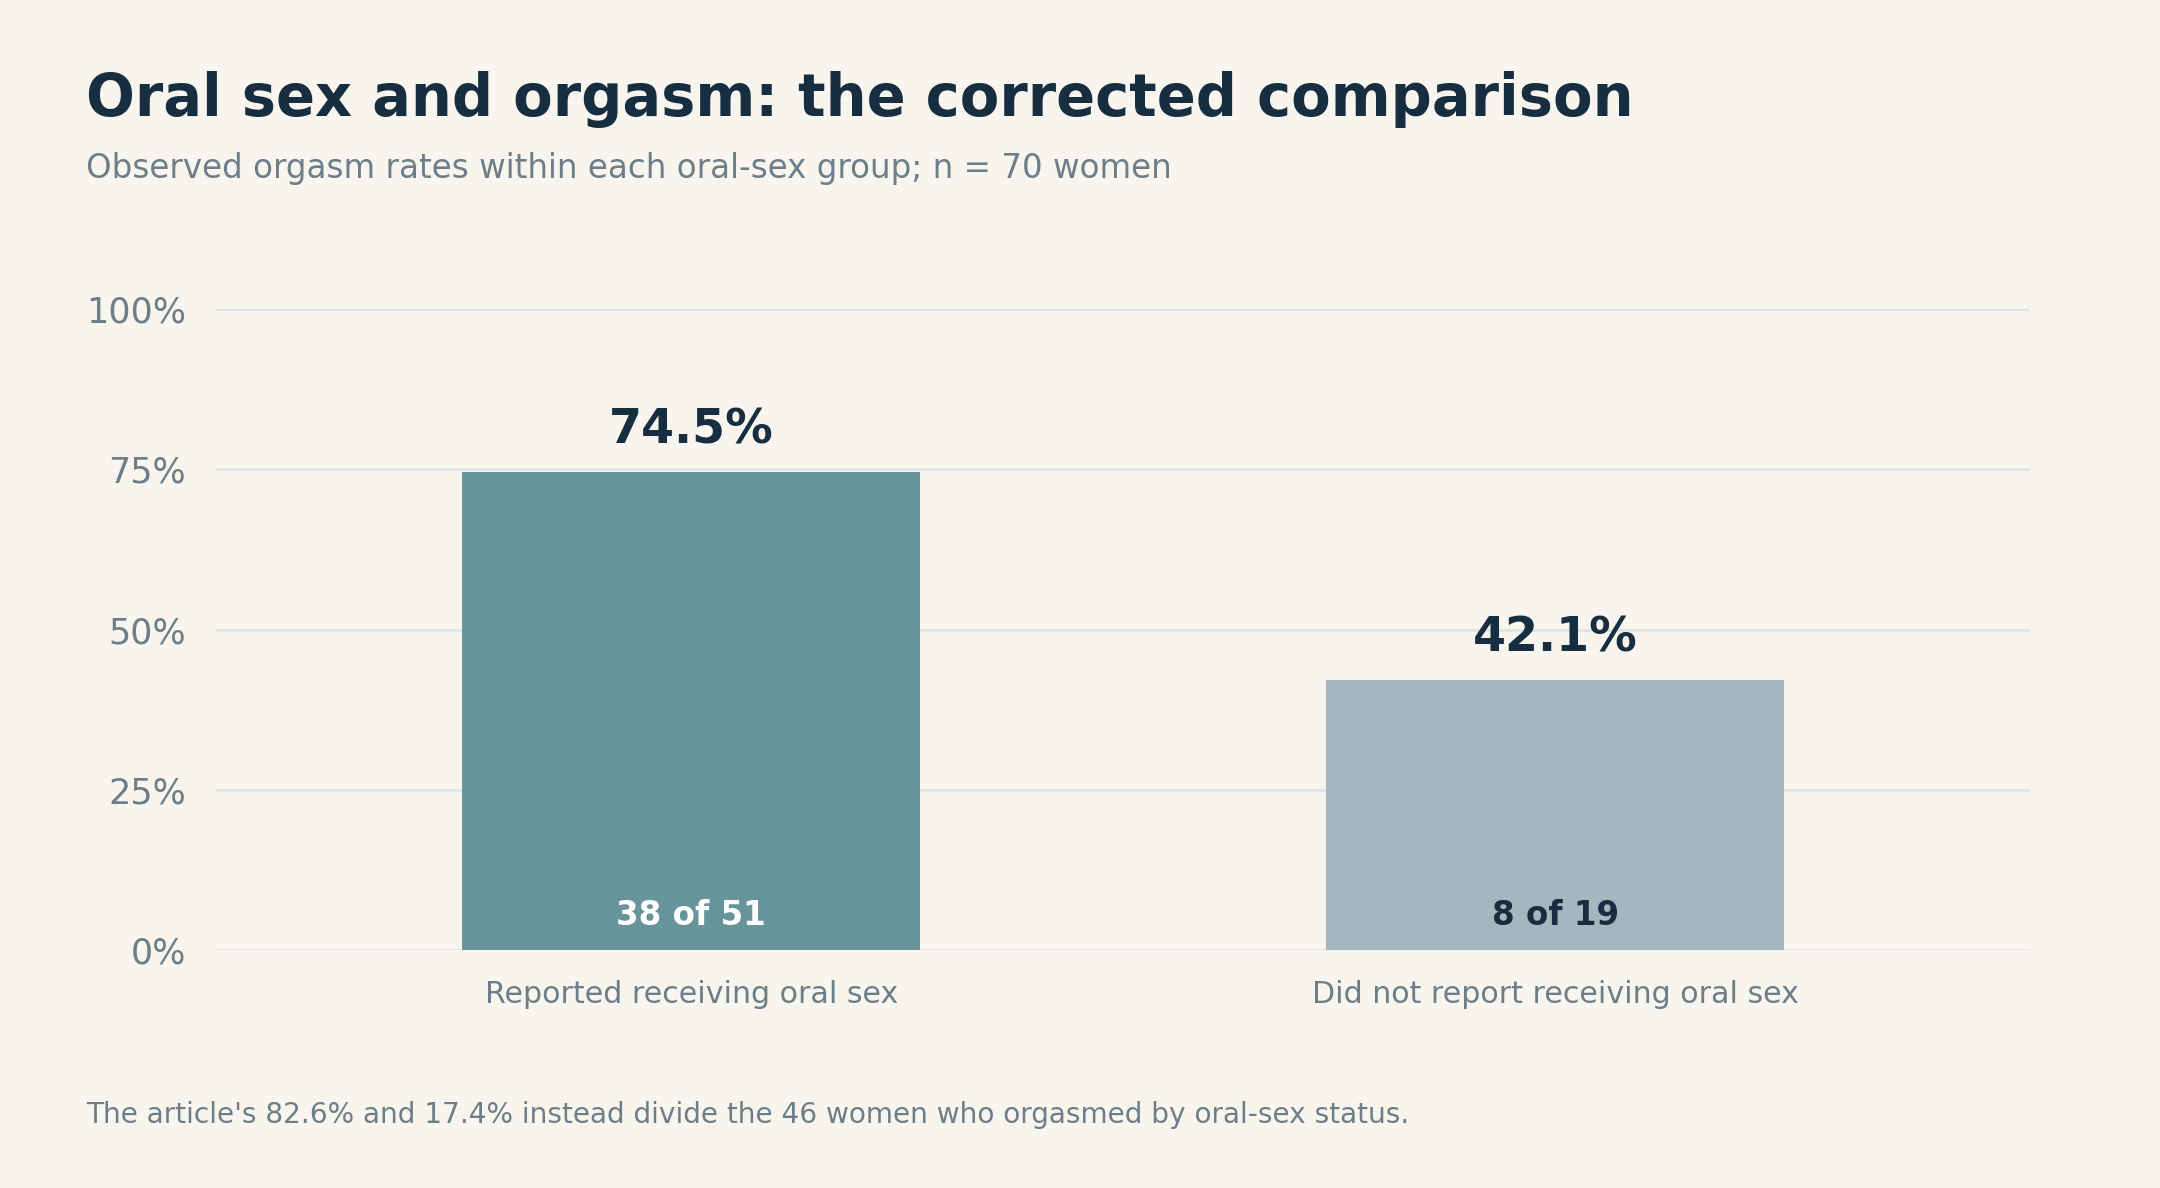 Oral sex and orgasm: the corrected comparison
Observed orgasm rates within each oral-sex group; n = 70 women
100%
75%
50%
25%
0%
74.5%
42.1%
38 of 51
8 of 19
Reported receiving oral sex
Did not report receiving oral sex
The article's 82.6% and 17.4% instead divide the 46 women who orgasmed by oral-sex status.